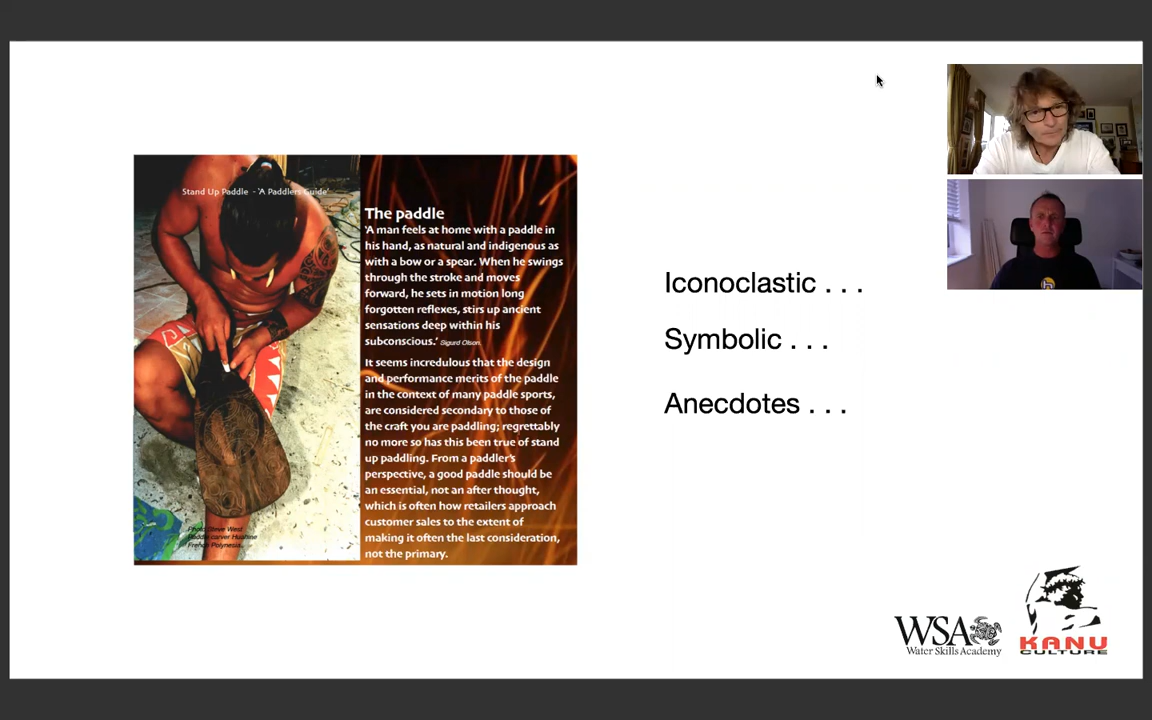 Stand Up Paddle - 'A Paddlers Guide'
The paddle
'A man feels at home with a paddle in
his hand, as natural and indigenous as
with a bow or a spear. When he swings
through the stroke and moves
forward, he sets in motion long
forgotten reflexes, stirs up ancient
sensations deep within his
subconscious.' Sigurd Olson.
It seems incredulous that the design
and performance merits of the paddle
in the context of many paddle sports,
are considered secondary to those of
the craft you are paddling; regrettably
no more so has this been true of stand
up paddling. From a paddler's
perspective, a good paddle should be
an essential, not an after thought,
which is often how retailers approach
customer sales to the extent of
making it often the last consideration,
not the primary.
Photo Steve West
Paddle carver Huahine
French Polynesia
Iconoclastic . . .
Symbolic . . .
Anecdotes . . .
WSA
Water Skills Academy
KANU
CULTURE